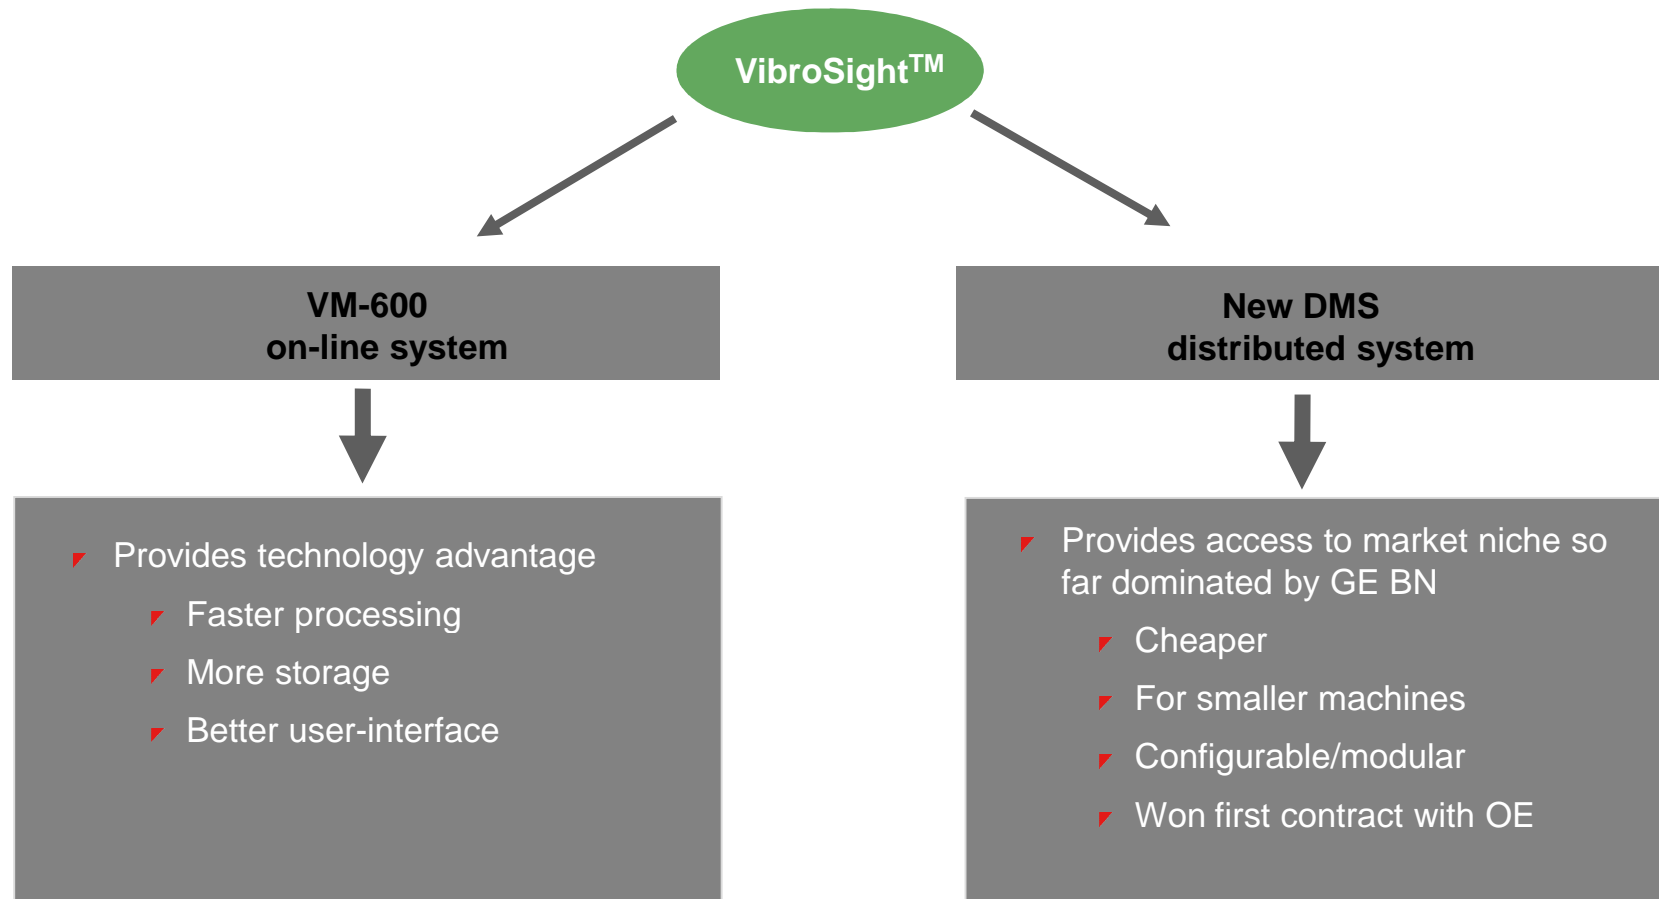 VibroSight™
VM-600
on-line system
Provides technology advantage
Faster processing
More storage
Better user-interface
New DMS
distributed system
Provides access to market niche so
far dominated by GE BN
Cheaper
For smaller machines
Configurable/modular
Won first contract with OE